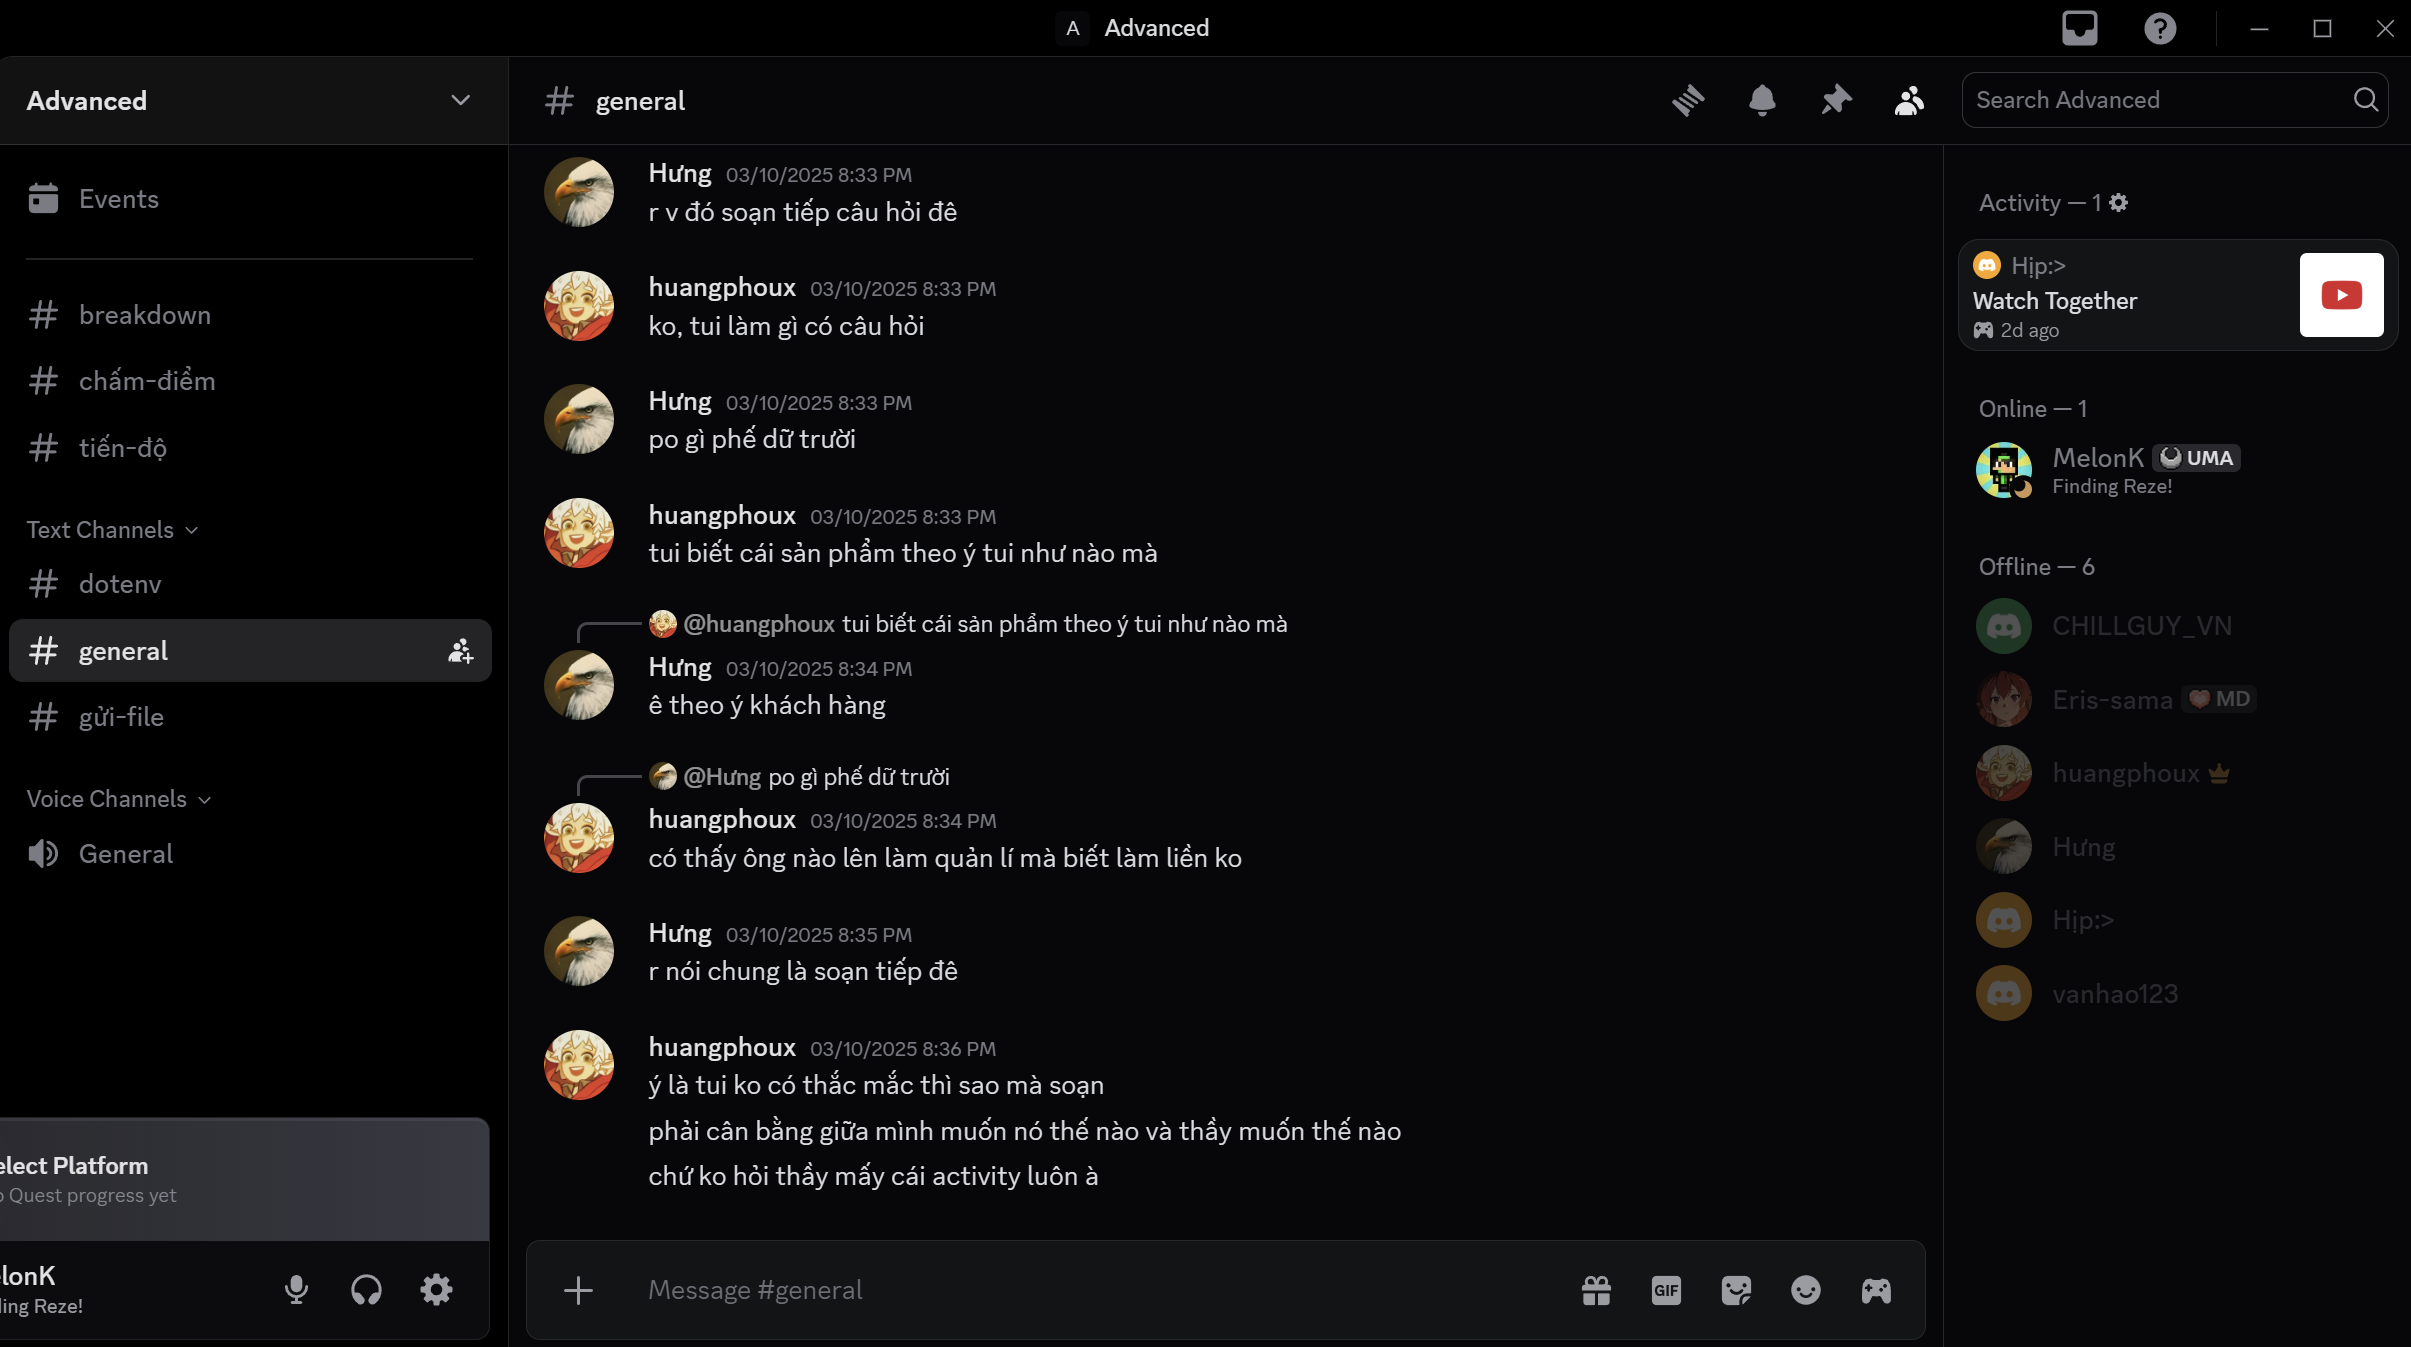 A Advanced
Advanced
# general
Search Advanced
Events
# breakdown
# chấm-điểm
# tiến-độ
Text Channels
# dotenv
# general
# gửi-file
Voice Channels
General
elect Platform
o Quest progress yet
elonK
ding Reze!
Hưng 03/10/2025 8:33 PM
r v đó soạn tiếp câu hỏi đê
huangphoux 03/10/2025 8:33 PM
ko, tui làm gì có câu hỏi
Hưng 03/10/2025 8:33 PM
po gì phế dữ trười
huangphoux 03/10/2025 8:33 PM
tui biết cái sản phẩm theo ý tui như nào mà
@huangphoux tui biết cái sản phẩm theo ý tui như nào mà
Hưng 03/10/2025 8:34 PM
ê theo ý khách hàng
@Hưng po gì phế dữ trười
huangphoux 03/10/2025 8:34 PM
có thấy ông nào lên làm quản lí mà biết làm liền ko
Hưng 03/10/2025 8:35 PM
r nói chung là soạn tiếp đê
huangphoux 03/10/2025 8:36 PM
ý là tui ko có thắc mắc thì sao mà soạn
phải cân bằng giữa mình muốn nó thế nào và thầy muốn thế nào
chứ ko hỏi thầy mấy cái activity luôn à
Message #general
GIF
Activity — 1
Hịp:>
Watch Together
2d ago
Online — 1
MelonK UMA
Finding Reze!
Offline — 6
CHILLGUY_VN
Eris-sama MD
huangphoux
Hưng
Hịp:>
vanhao123